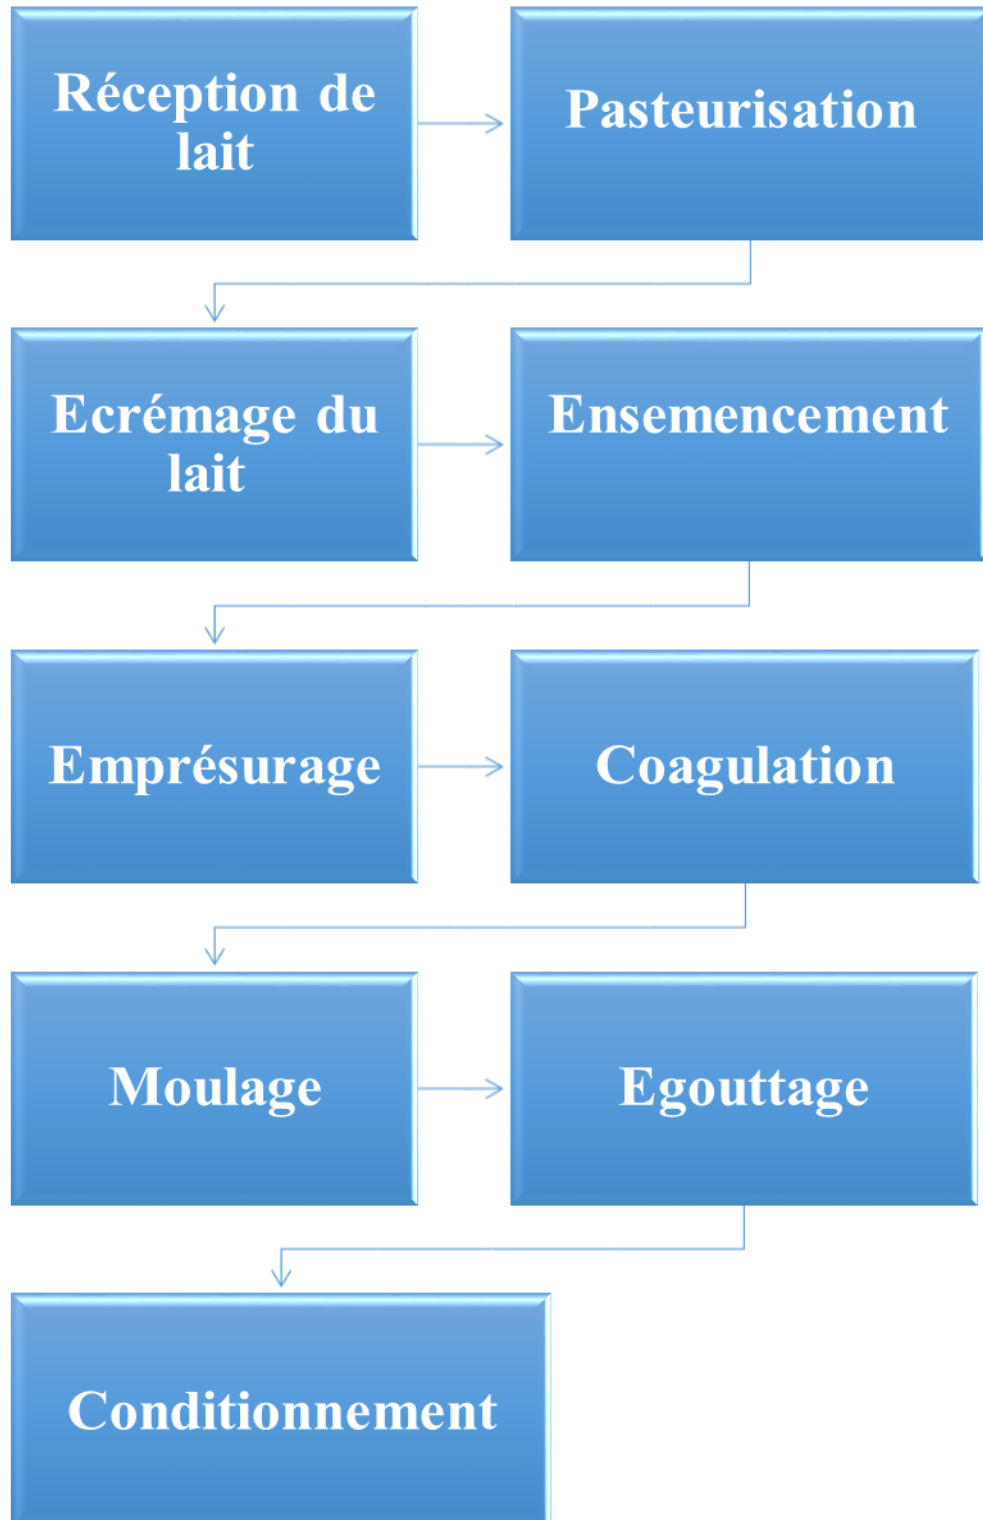 Réception de
lait
Pasteurisation
Ecrémage du
lait
Ensemencement
Emprésurage
Coagulation
Moulage
Egouttage
Conditionnement